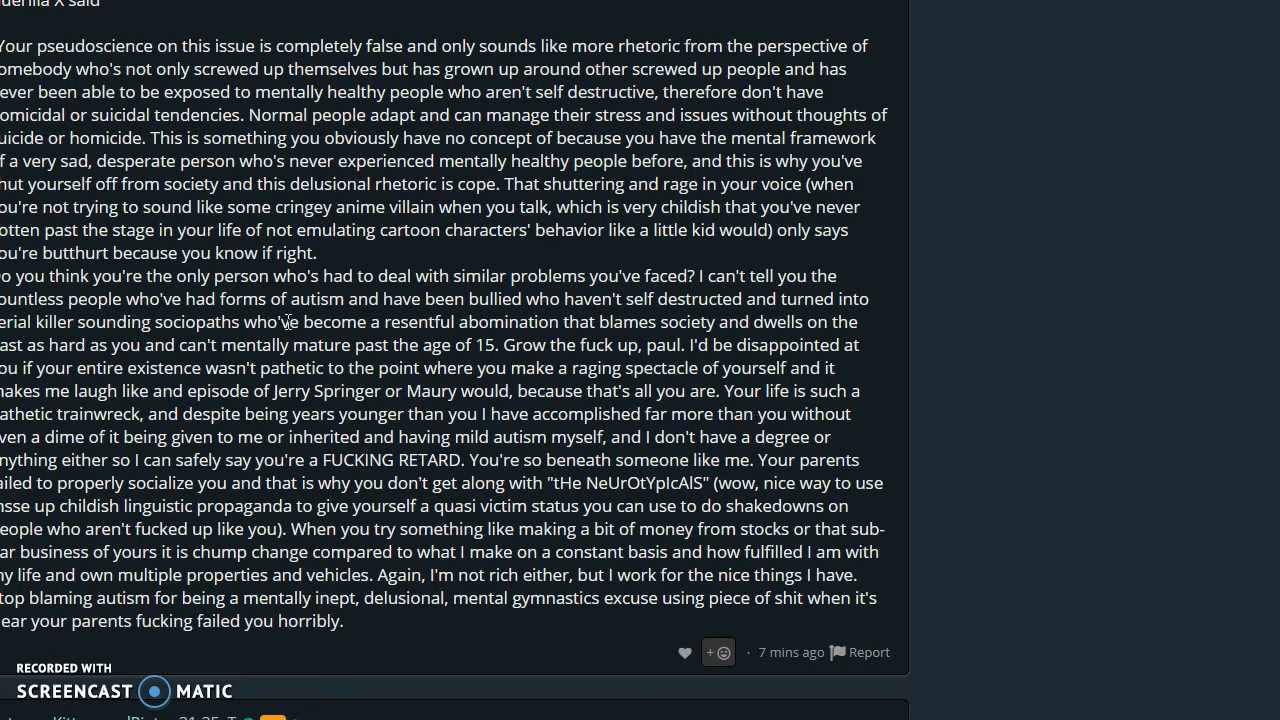 uerilla X said
Your pseudoscience on this issue is completely false and only sounds like more rhetoric from the perspective of
omebody who's not only screwed up themselves but has grown up around other screwed up people and has
ever been able to be exposed to mentally healthy people who aren't self destructive, therefore don't have
omicidal or suicidal tendencies. Normal people adapt and can manage their stress and issues without thoughts of
uicide or homicide. This is something you obviously have no concept of because you have the mental framework
f a very sad, desperate person who's never experienced mentally healthy people before, and this is why you've
hut yourself off from society and this delusional rhetoric is cope. That shuttering and rage in your voice (when
ou're not trying to sound like some cringey anime villain when you talk, which is very childish that you've never
otten past the stage in your life of not emulating cartoon characters' behavior like a little kid would) only says
ou're butthurt because you know if right.
o you think you're the only person who's had to deal with similar problems you've faced? I can't tell you the
ountless people who've had forms of autism and have been bullied who haven't self destructed and turned into
erial killer sounding sociopaths who've become a resentful abomination that blames society and dwells on the
ast as hard as you and can't mentally mature past the age of 15. Grow the fuck up, paul. I'd be disappointed at
ou if your entire existence wasn't pathetic to the point where you make a raging spectacle of yourself and it
nakes me laugh like and episode of Jerry Springer or Maury would, because that's all you are. Your life is such a
athetic trainwreck, and despite being years younger than you I have accomplished far more than you without
ven a dime of it being given to me or inherited and having mild autism myself, and I don't have a degree or
nything either so I can safely say you're a FUCKING RETARD. You're so beneath someone like me. Your parents
ailed to properly socialize you and that is why you don't get along with "tHe NeUrOtYpIcAlS" (wow, nice way to use
nsse up childish linguistic propaganda to give yourself a quasi victim status you can use to do shakedowns on
eople who aren't fucked up like you). When you try something like making a bit of money from stocks or that sub-
ar business of yours it is chump change compared to what I make on a constant basis and how fulfilled I am with
ny life and own multiple properties and vehicles. Again, I'm not rich either, but I work for the nice things I have.
top blaming autism for being a mentally inept, delusional, mental gymnastics excuse using piece of shit when it's
lear your parents fucking failed you horribly.
+ · 7 mins ago Report
RECORDED WITH
SCREENCAST MATIC